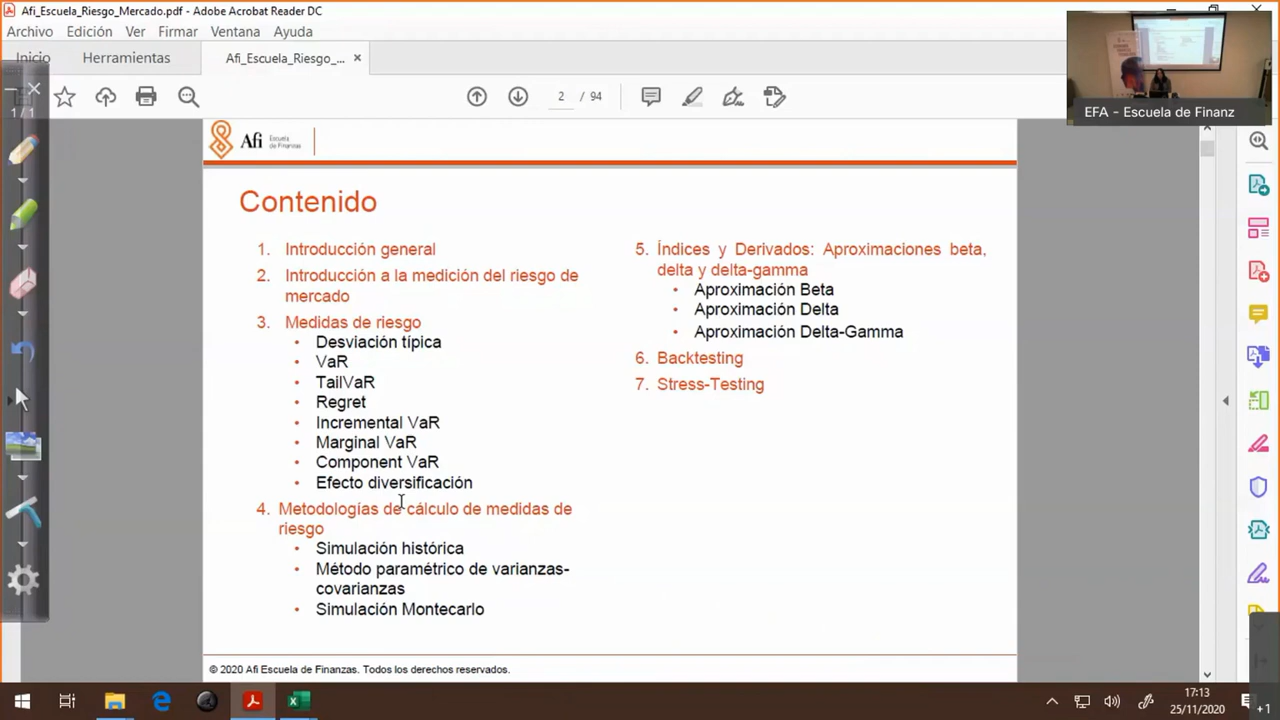 Afi_Escuela_Riesgo_Mercado.pdf - Adobe Acrobat Reader DC
Archivo Edición Ver Firmar Ventana Ayuda
Inicio Herramientas Afi_Escuela_Riesgo_...
2 / 94
1/1
EFA - Escuela de Finanz
Afi Escuela de Finanzas
Contenido
1. Introducción general
2. Introducción a la medición del riesgo de
mercado
3. Medidas de riesgo
• Desviación típica
• VaR
• TailVaR
• Regret
• Incremental VaR
• Marginal VaR
• Component VaR
• Efecto diversificación
4. Metodologías de cálculo de medidas de
riesgo
• Simulación histórica
• Método paramétrico de varianzas-
covarianzas
• Simulación Montecarlo
5. Índices y Derivados: Aproximaciones beta,
delta y delta-gamma
• Aproximación Beta
• Aproximación Delta
• Aproximación Delta-Gamma
6. Backtesting
7. Stress-Testing
© 2020 Afi Escuela de Finanzas. Todos los derechos reservados.
17:13
25/11/2020
+1